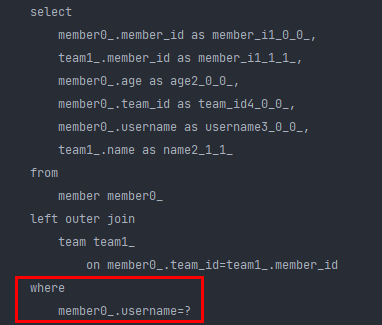 select
member0_.member_id as member_i1_0_0_,
team1_.member_id as member_i1_1_1_,
member0_.age as age2_0_0_,
member0_.team_id as team_id4_0_0_,
member0_.username as username3_0_0_,
team1_.name as name2_1_1_
from
member member0_
left outer join
team team1_
on member0_.team_id=team1_.member_id
where
member0_.username=?